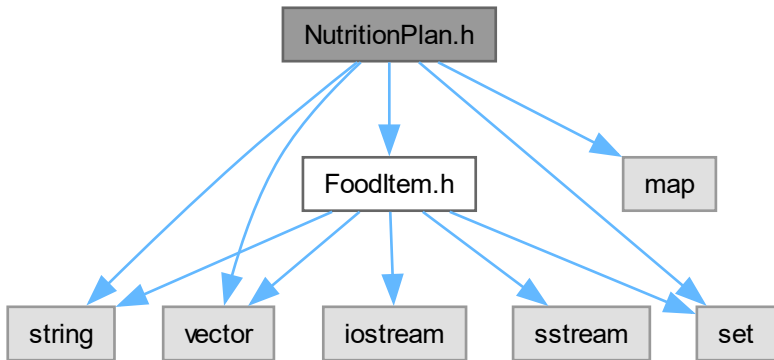 NutritionPlan.h
FoodItem.h
map
string
vector
iostream
sstream
set